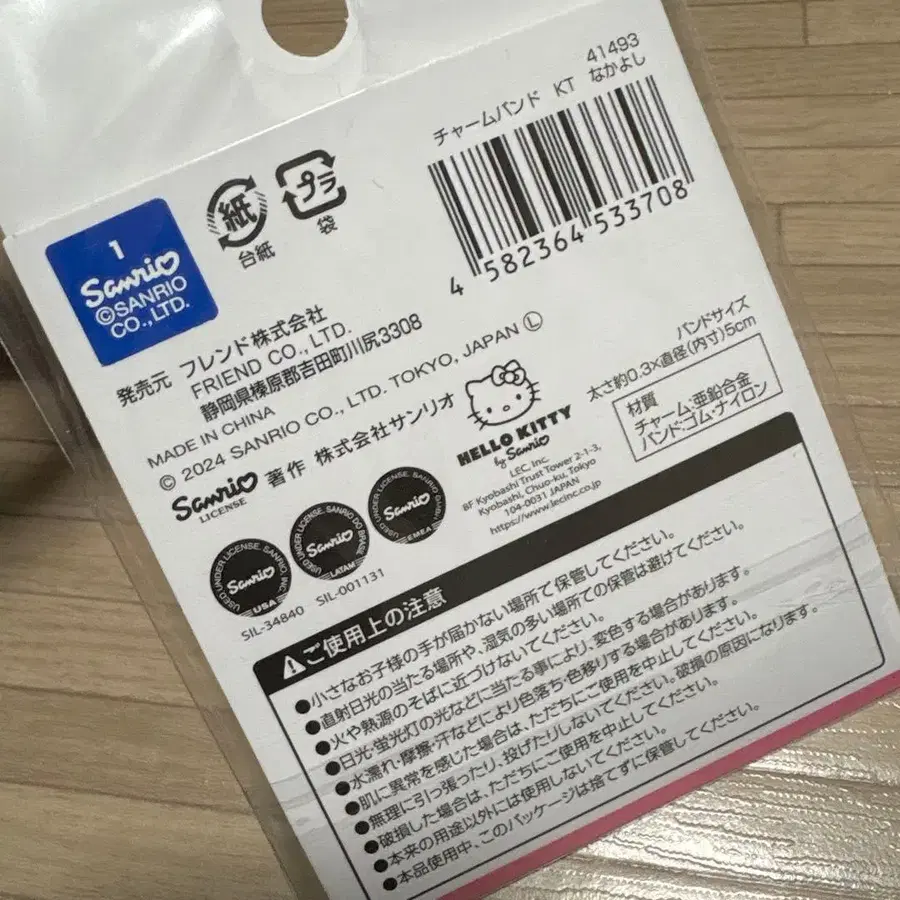 41493
チャームバンド KT なかよし
4 582364 533708
紙
台紙
プラ
袋
1
Sanrio
©SANRIO
CO.,LTD.
発売元 フレンド株式会社
FRIEND CO., LTD.
静岡県榛原郡吉田町川尻3308
MADE IN CHINA
© 2024 SANRIO CO., LTD. TOKYO, JAPAN Ⓛ
Sanrio 著作 株式会社サンリオ
LICENSE
バンドサイズ
太さ約0.3×直径(内寸)5cm
材質
チャーム:亜鉛合金
バンド:ゴム・ナイロン
HELLO KITTY
by Sanrio
LEC, Inc.
8F Kyobashi Trust Tower 2-1-3,
Kyobashi, Chuo-ku, Tokyo
104-0031 JAPAN
https://www.lecinc.co.jp
USED UNDER LICENSE. SANRIO, INC.
Sanrio
USA
SIL-34840
USED UNDER LICENSE. SANRIO DO BRASIL
Sanrio
LATAM
SIL-001131
USED UNDER LICENSE. SANRIO GMBH
Sanrio
EMEA
ご使用上の注意
●小さなお子様の手が届かない場所で保管してください。
●直射日光の当たる場所や、湿気の多い場所での保管は避けてください。
●火や熱源のそばに近づけないでください。
●日光・蛍光灯の光などに当たる事により、変色する場合があります。
●水濡れ・摩擦・汗などにより色落ち・色移りする場合があります。
●肌に異常を感じた場合は、ただちにご使用を中止してください。
●無理に引っ張ったり、投げたりしないでください。破損の原因になります。
●破損した場合は、ただちにご使用を中止してください。
●本来の用途以外には使用しないでください。
●本品使用中、このパッケージは捨てずに保管してください。